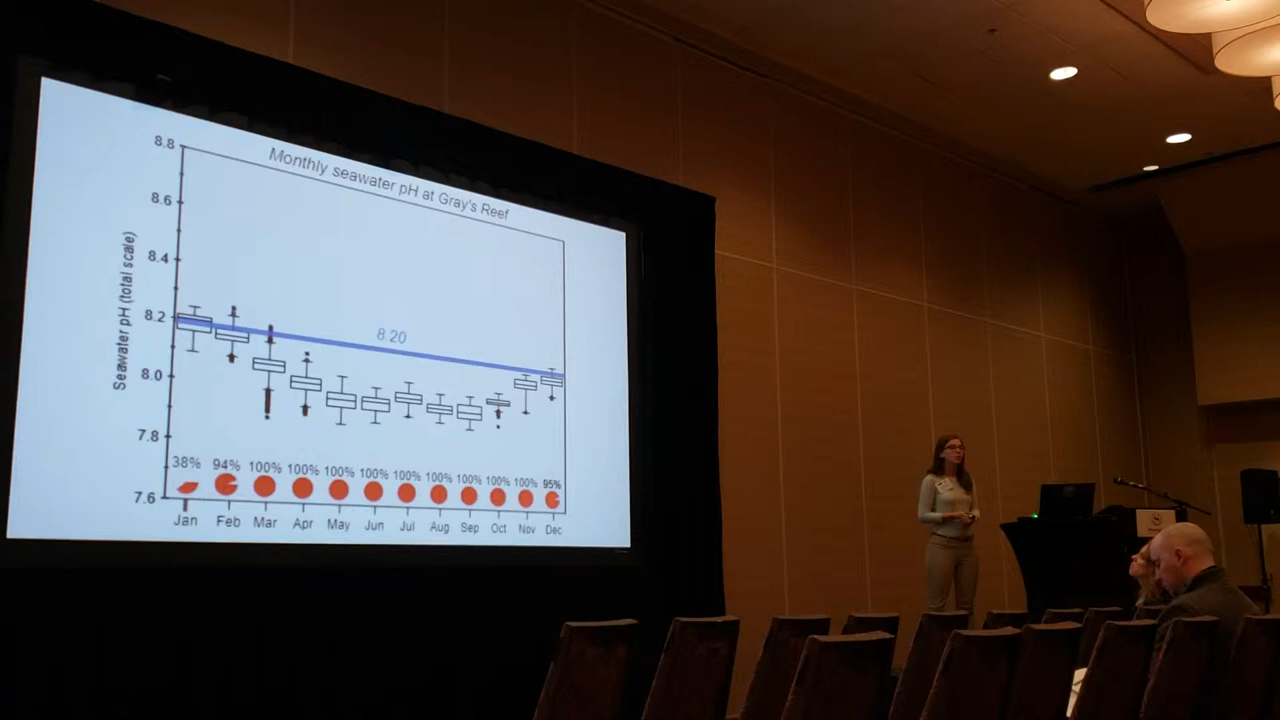 Monthly seawater pH at Gray's Reef
Seawater pH (total scale)
8.8
8.6
8.4
8.2
8.0
7.8
7.6
8.20
38% 94% 100% 100% 100% 100% 100% 100% 100% 100% 100% 95%
Jan Feb Mar Apr May Jun Jul Aug Sep Oct Nov Dec